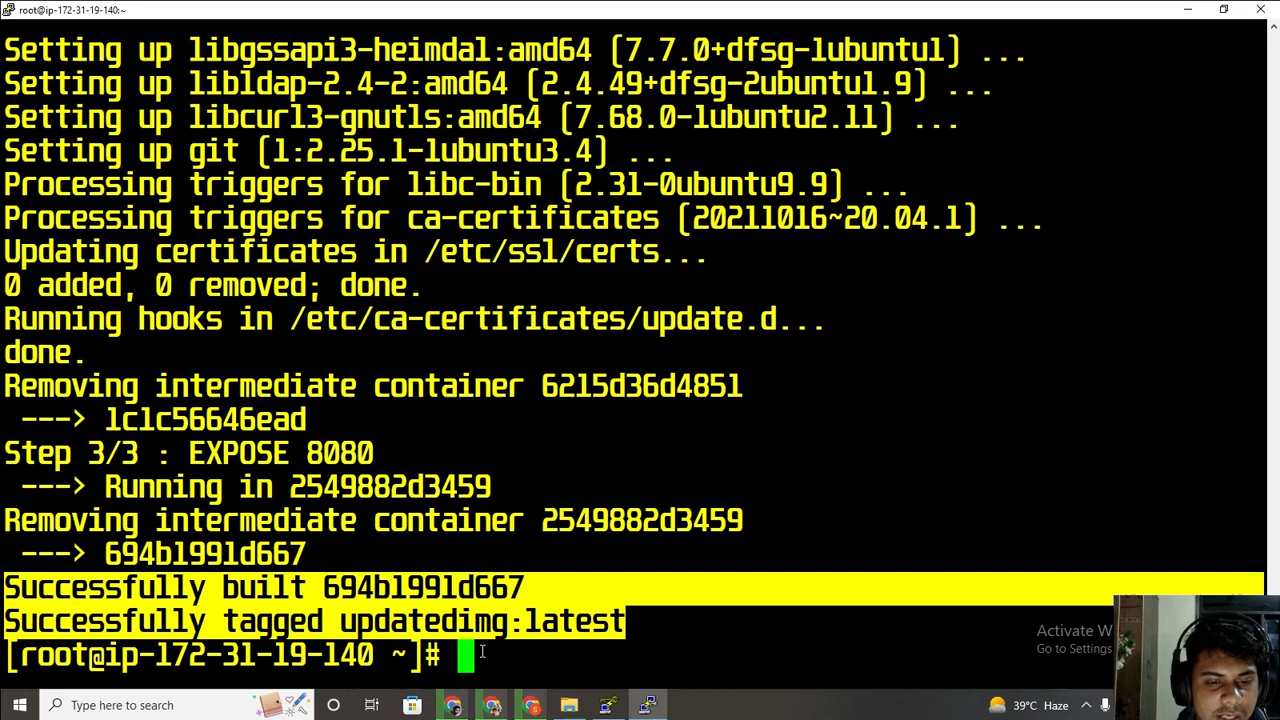 root@ip-172-31-19-140:~
Setting up libgssapi3-heimdal:amd64 (7.7.0+dfsg-1ubuntu1) ...
Setting up libldap-2.4-2:amd64 (2.4.49+dfsg-2ubuntu1.9) ...
Setting up libcurl3-gnutls:amd64 (7.68.0-1ubuntu2.11) ...
Setting up git (1:2.25.1-1ubuntu3.4) ...
Processing triggers for libc-bin (2.31-0ubuntu9.9) ...
Processing triggers for ca-certificates (20211016~20.04.1) ...
Updating certificates in /etc/ssl/certs...
0 added, 0 removed; done.
Running hooks in /etc/ca-certificates/update.d...
done.
Removing intermediate container 6215d36d4851
---> 1c1c56646ead
Step 3/3 : EXPOSE 8080
---> Running in 2549882d3459
Removing intermediate container 2549882d3459
---> 694b1991d667
Successfully built 694b1991d667
Successfully tagged updatedimg:latest
[root@ip-172-31-19-140 ~]#
Activate W
Go to Settings
Type here to search
39°C Haze